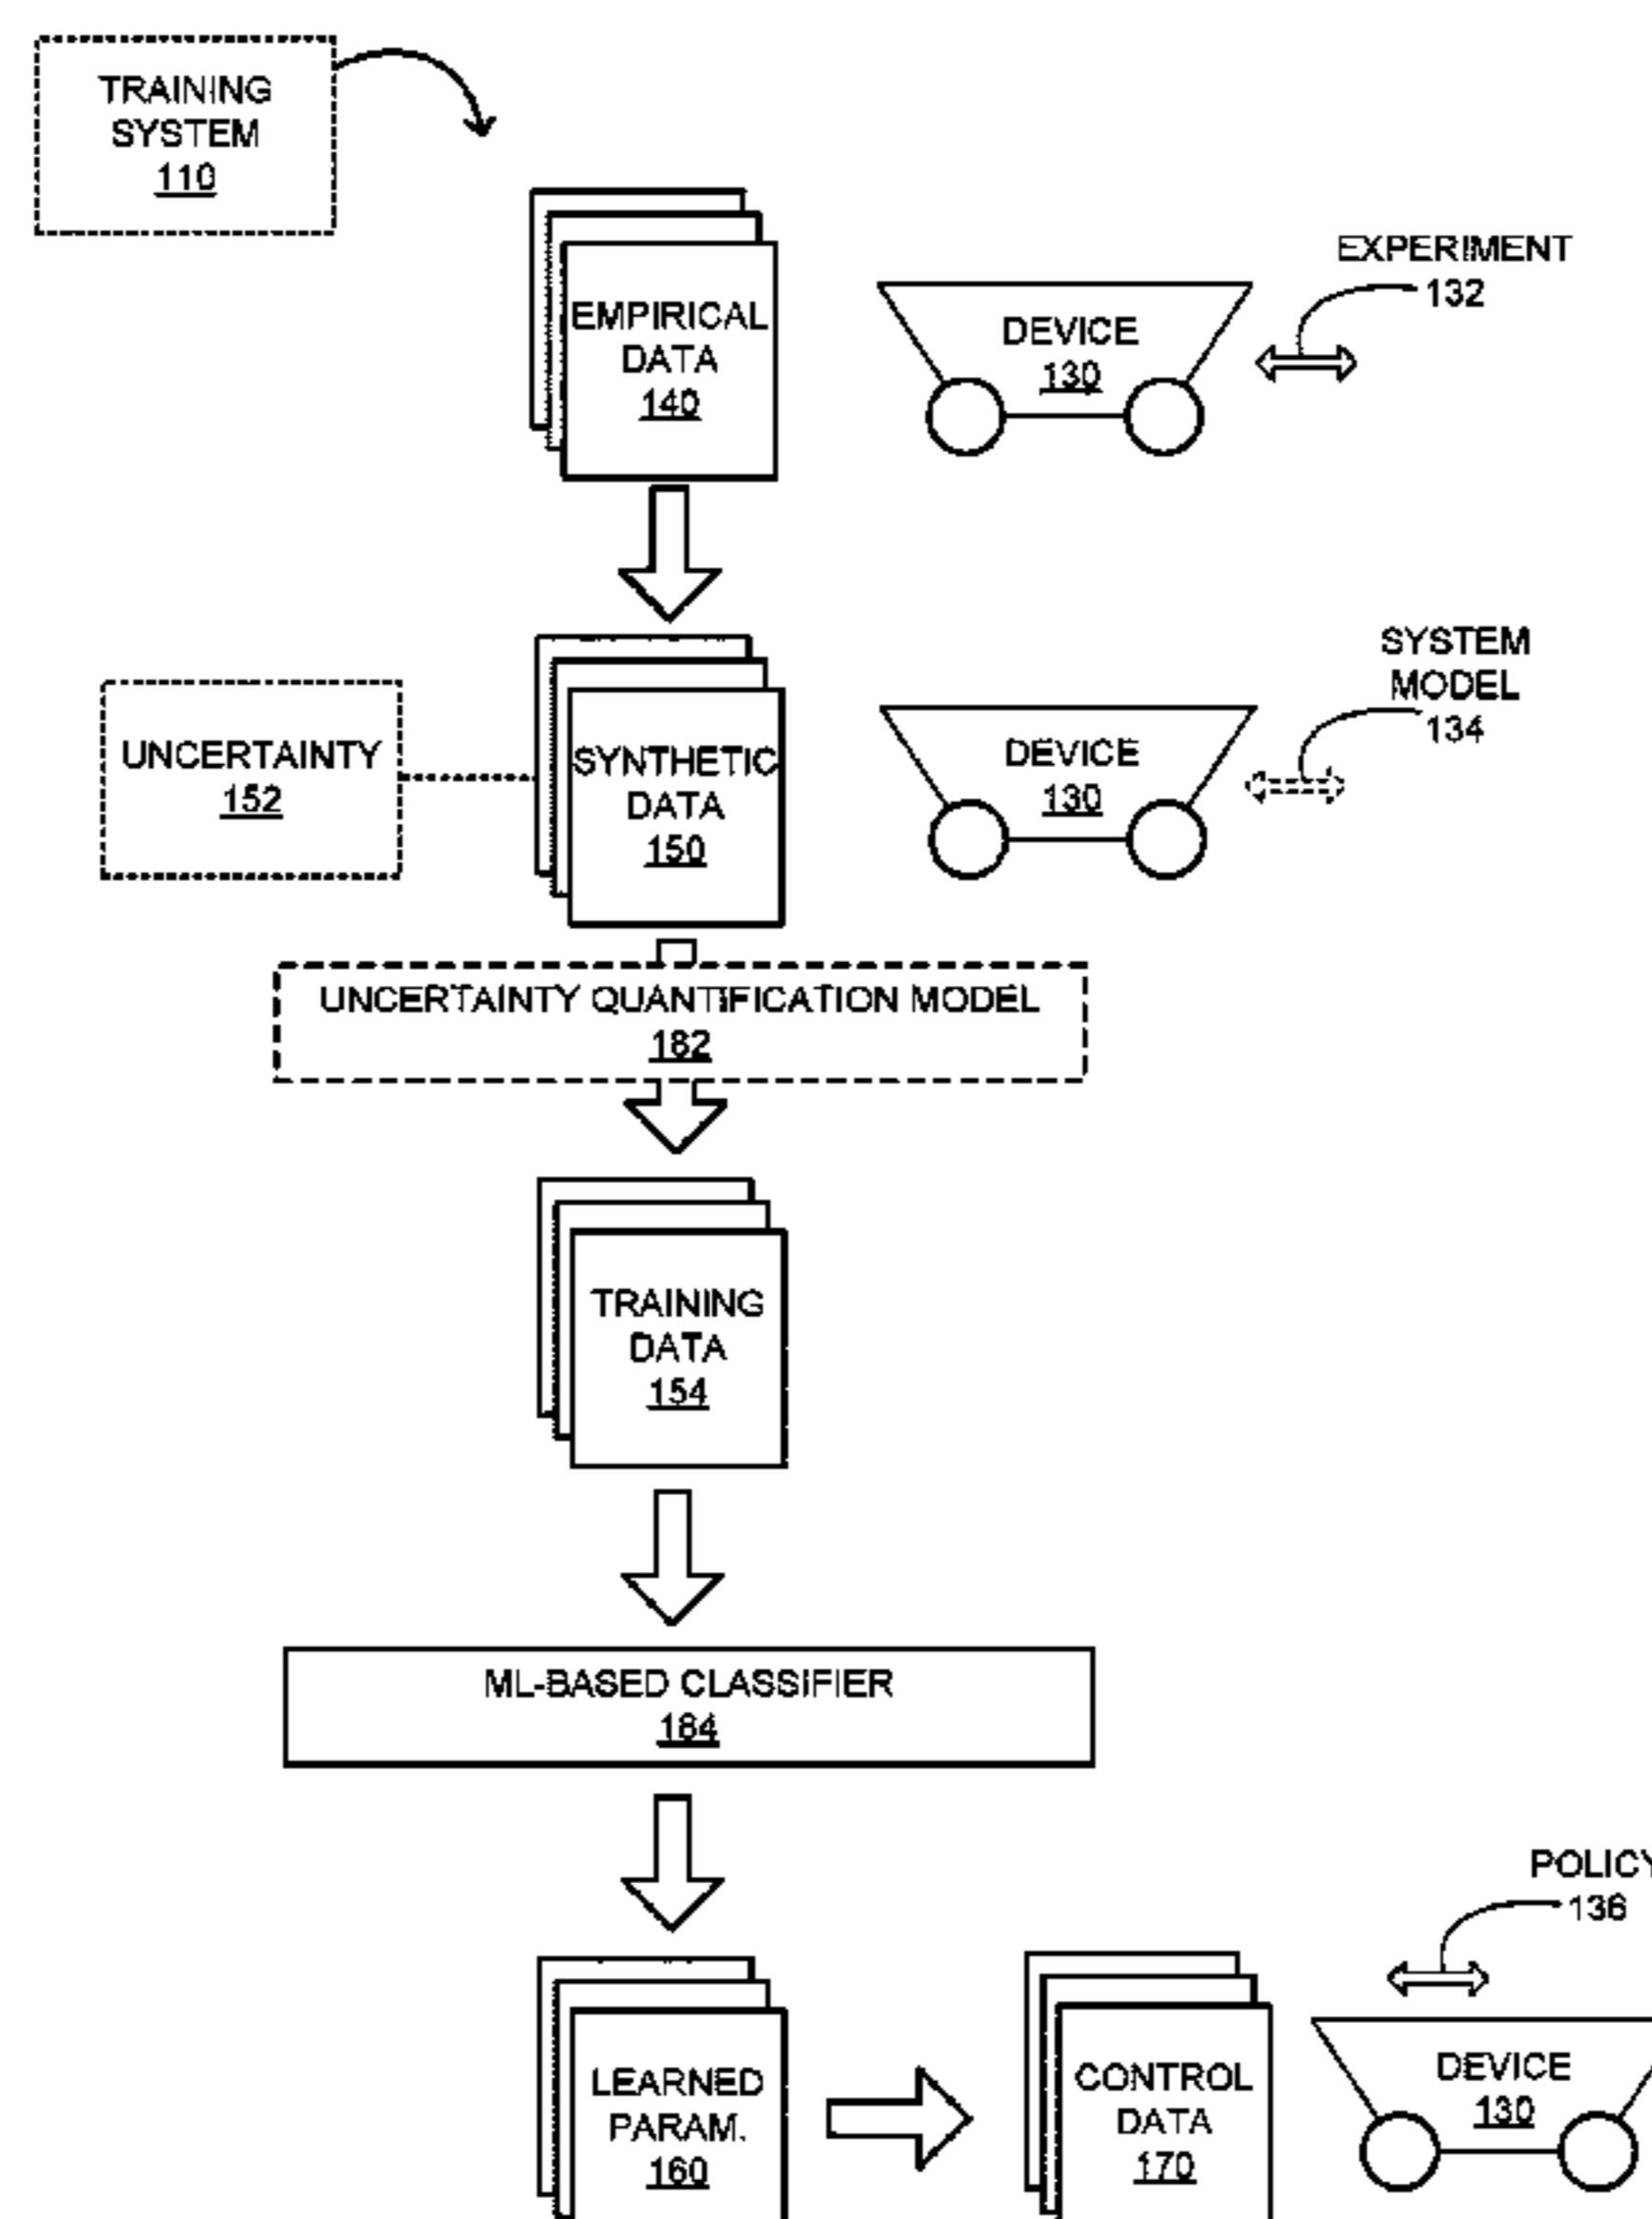 TRAINING
SYSTEM
110
EMPIRICAL
DATA
140
DEVICE
130
EXPERIMENT
132
UNCERTAINTY
152
SYNTHETIC
DATA
150
DEVICE
130
SYSTEM
MODEL
134
UNCERTAINTY QUANTIFICATION MODEL
182
TRAINING
DATA
154
ML-BASED CLASSIFIER
184
LEARNED
PARAM.
160
CONTROL
DATA
170
POLICY
136
DEVICE
130